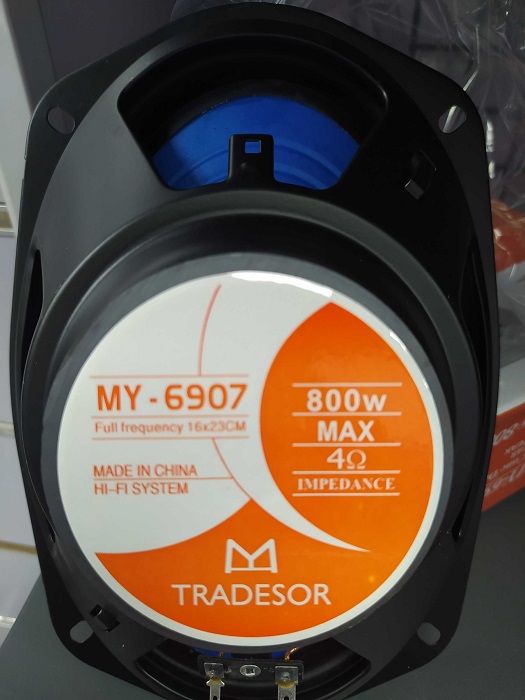 MY - 6907
Full frequency 16x23CM
MADE IN CHINA
HI-FI SYSTEM
800w
MAX
4Ω
IMPEDANCE
TRADESOR